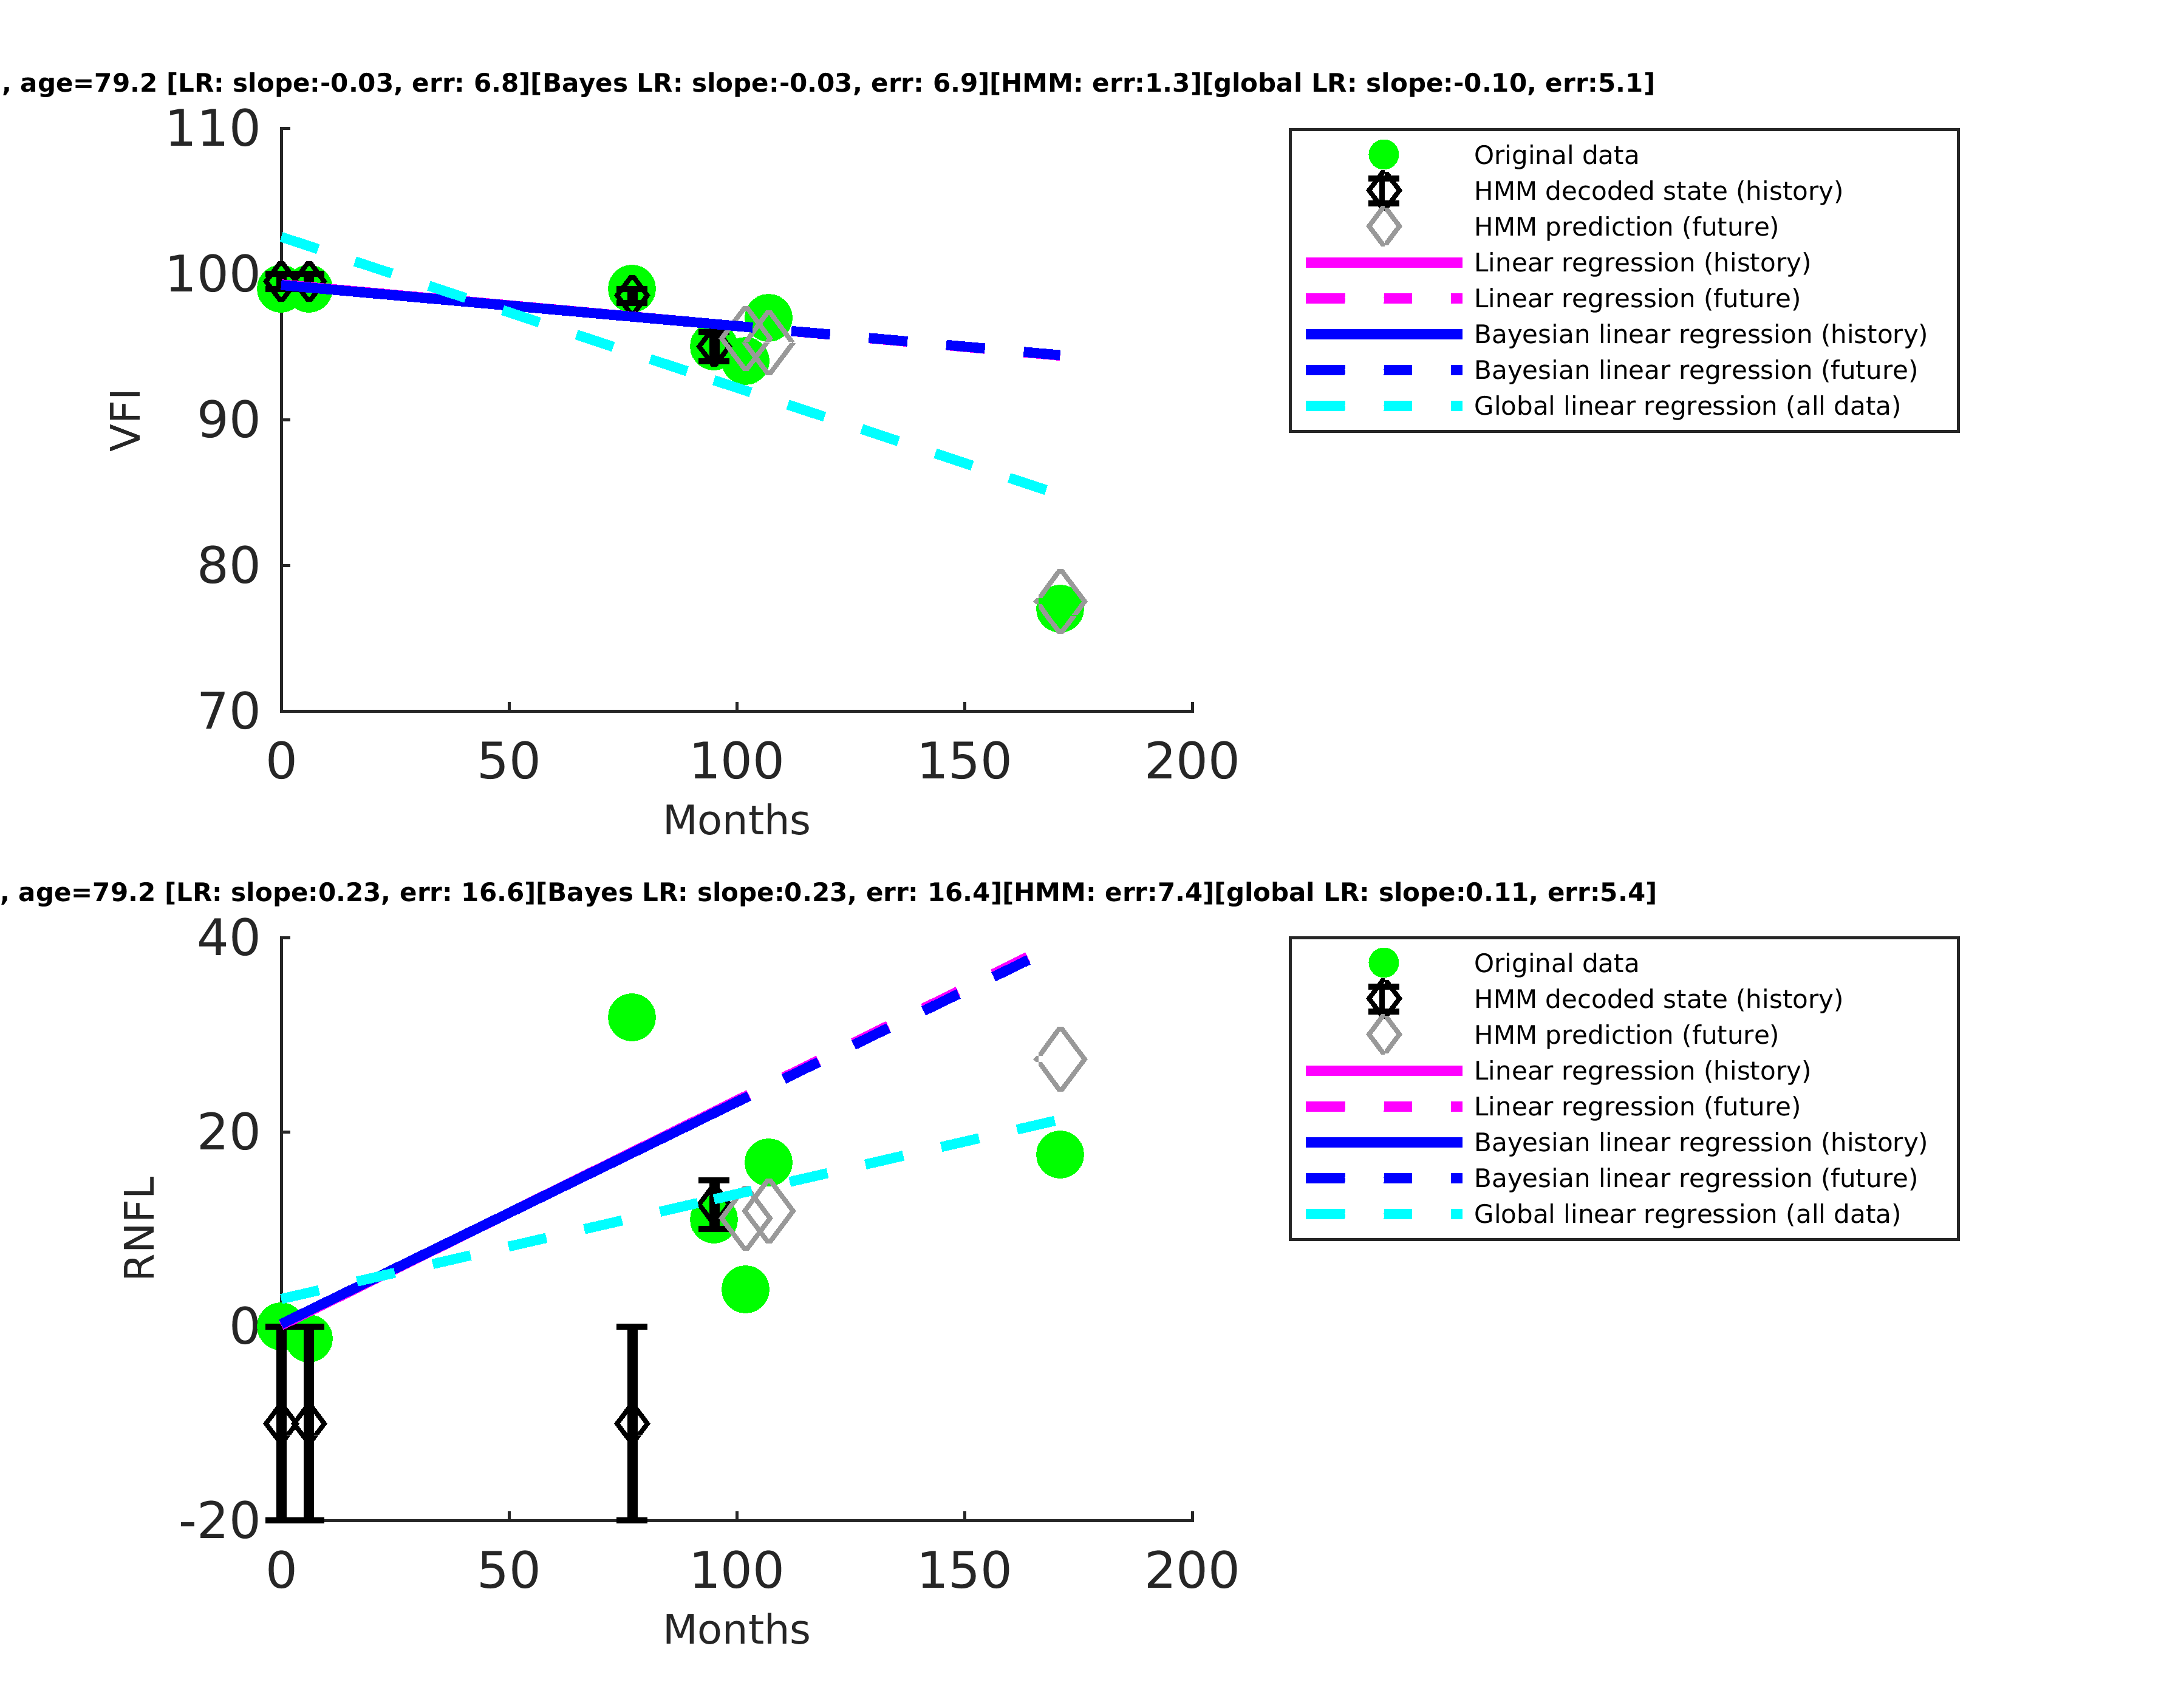 , age=79.2 [LR: slope:-0.03, err: 6.8][Bayes LR: slope:-0.03, err: 6.9][HMM: err:1.3][global LR: slope:-0.10, err:5.1]
110
100
90
80
70
VFI
0 50 100 150 200
Months
Original data
HMM decoded state (history)
HMM prediction (future)
Linear regression (history)
Linear regression (future)
Bayesian linear regression (history)
Bayesian linear regression (future)
Global linear regression (all data)
, age=79.2 [LR: slope:0.23, err: 16.6][Bayes LR: slope:0.23, err: 16.4][HMM: err:7.4][global LR: slope:0.11, err:5.4]
40
20
0
-20
RNFL
0 50 100 150 200
Months
Original data
HMM decoded state (history)
HMM prediction (future)
Linear regression (history)
Linear regression (future)
Bayesian linear regression (history)
Bayesian linear regression (future)
Global linear regression (all data)